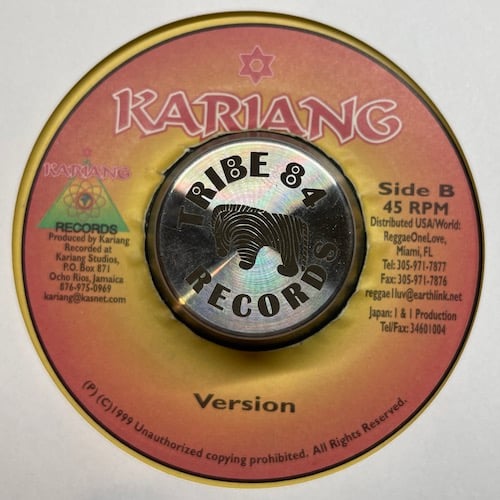 KARIANG
KARIANG
RECORDS
Produced by Kariang
Recorded at
Kariang Studios,
P.O. Box 871
Ocho Rios, Jamaica
876-975-0969
kariang@kasnet.com
TRIBE 84
RECORDS
Side B
45 RPM
Distributed USA/World:
ReggaeOneLove,
Miami, FL
Tel: 305-971-7877
Fax: 305-971-7876
reggae1luv@earthlink.net
Japan: I & I Production
Tel/Fax: 34601004
Version
(P) (C)1999 Unauthorized copying prohibited. All Rights Reserved.